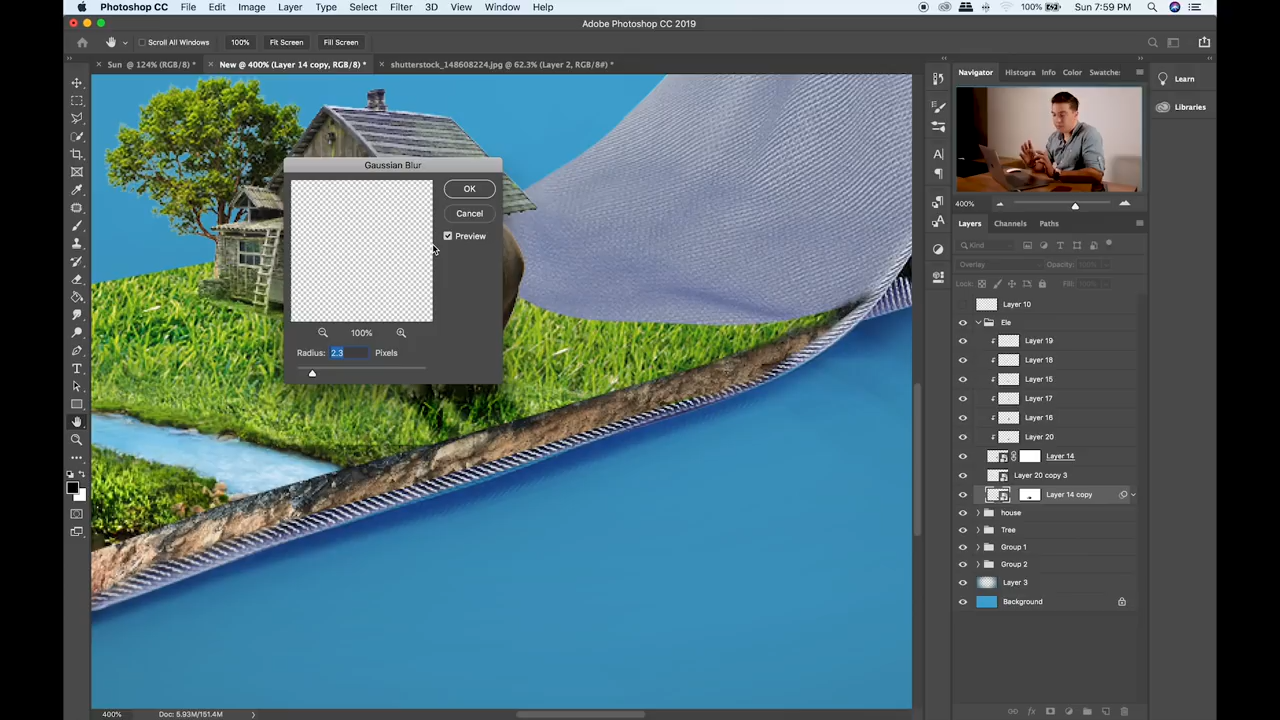 Photoshop CC File Edit Image Layer Type Select Filter 3D View Window Help 100% Sun 7:59 PM
Adobe Photoshop CC 2019
Scroll All Windows 100% Fit Screen Fill Screen
Sun @ 124% (RGB/8) * New @ 400% (Layer 14 copy, RGB/8) * shutterstock_148608224.jpg @ 62.3% (Layer 2, RGB/8#) *
Navigator Histogra Info Color Swatche: Learn
Libraries
Gaussian Blur
OK
Cancel
Preview
100%
Radius: 2.3 Pixels
400%
Layers Channels Paths
Kind
Overlay Opacity: 100%
Lock: Fill: 100%
Layer 10
Ele
Layer 19
Layer 18
Layer 15
Layer 17
Layer 16
Layer 20
Layer 14
Layer 20 copy 3
Layer 14 copy
house
Tree
Group 1
Group 2
Layer 3
Background
400% Doc: 5.93M/151.4M